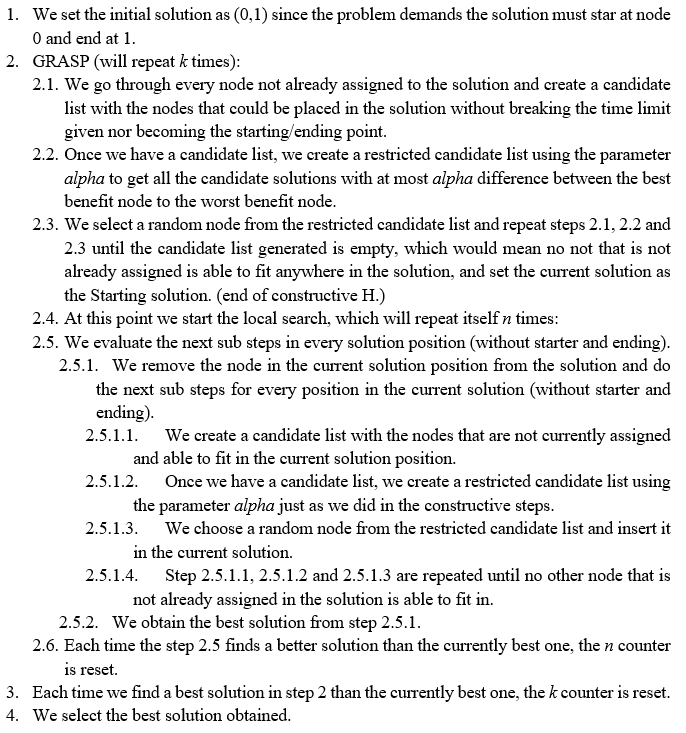 1. We set the initial solution as (0,1) since the problem demands the solution must star at node
0 and end at 1.
2. GRASP (will repeat k times):
2.1. We go through every node not already assigned to the solution and create a candidate
list with the nodes that could be placed in the solution without breaking the time limit
given nor becoming the starting/ending point.
2.2. Once we have a candidate list, we create a restricted candidate list using the parameter
alpha to get all the candidate solutions with at most alpha difference between the best
benefit node to the worst benefit node.
2.3. We select a random node from the restricted candidate list and repeat steps 2.1, 2.2 and
2.3 until the candidate list generated is empty, which would mean no not that is not
already assigned is able to fit anywhere in the solution, and set the current solution as
the Starting solution. (end of constructive H.)
2.4. At this point we start the local search, which will repeat itself n times:
2.5. We evaluate the next sub steps in every solution position (without starter and ending).
2.5.1. We remove the node in the current solution position from the solution and do
the next sub steps for every position in the current solution (without starter and
ending).
2.5.1.1. We create a candidate list with the nodes that are not currently assigned
and able to fit in the current solution position.
2.5.1.2. Once we have a candidate list, we create a restricted candidate list using
the parameter alpha just as we did in the constructive steps.
2.5.1.3. We choose a random node from the restricted candidate list and insert it
in the current solution.
2.5.1.4. Step 2.5.1.1, 2.5.1.2 and 2.5.1.3 are repeated until no other node that is
not already assigned in the solution is able to fit in.
2.5.2. We obtain the best solution from step 2.5.1.
2.6. Each time the step 2.5 finds a better solution than the currently best one, the n counter
is reset.
3. Each time we find a best solution in step 2 than the currently best one, the k counter is reset.
4. We select the best solution obtained.